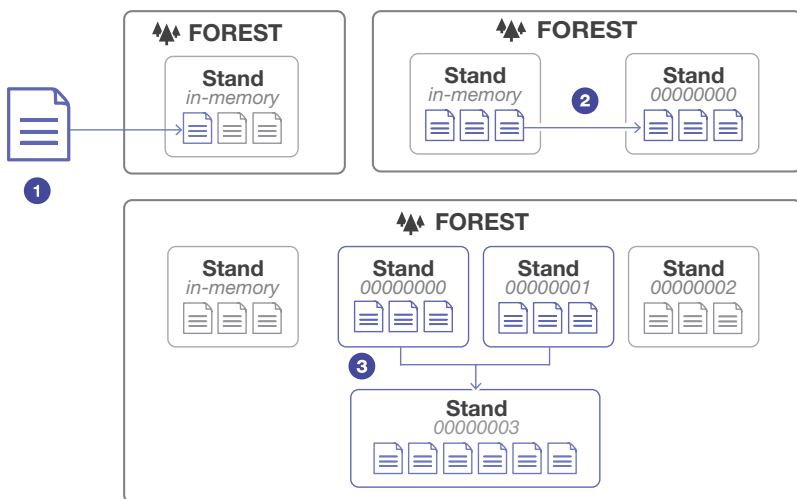 FOREST
Stand
in-memory
1
FOREST
Stand
in-memory
2
Stand
00000000
FOREST
Stand
in-memory
Stand
00000000
Stand
00000001
Stand
00000002
3
Stand
00000003